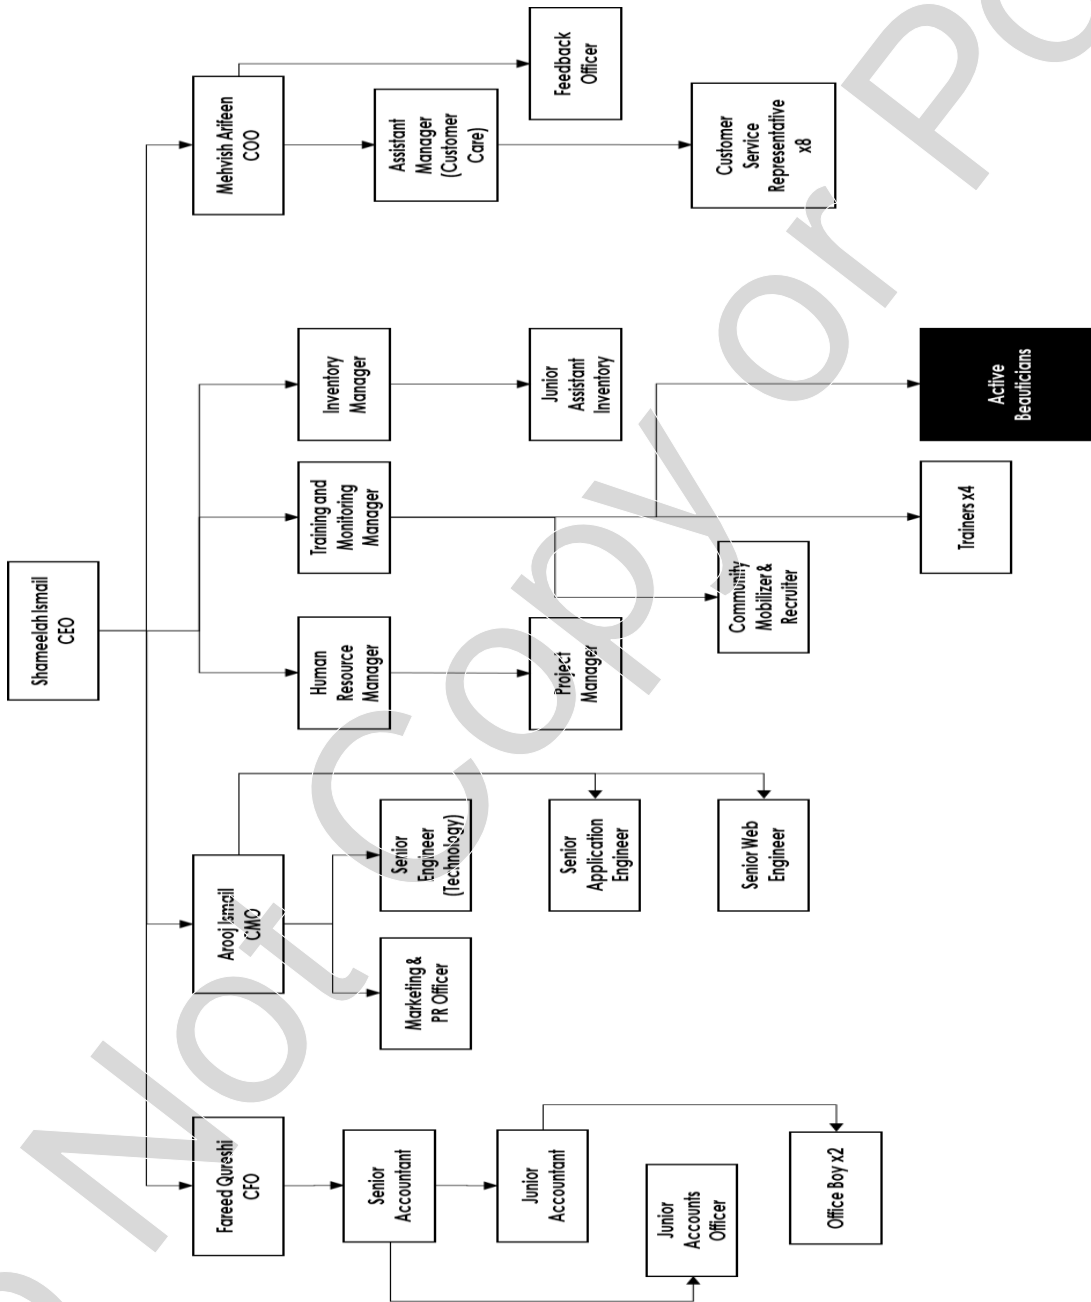 Shameelah Ismail
CEO
Fareed Qureshi
CFO
Arooj Ismail
CMO
Mehvish Arifeen
COO
Senior
Accountant
Junior
Accountant
Junior
Accounts
Officer
Office Boy x2
Marketing &
PR Officer
Senior
Engineer
(Technology)
Senior
Application
Engineer
Senior Web
Engineer
Human
Resource
Manager
Training and
Monitoring
Manager
Inventory
Manager
Project
Manager
Junior
Assistant
Inventory
Community
Mobilizer &
Recruiter
Trainers x4
Active
Beauticians
Assistant
Manager
(Customer
Care)
Feedback
Officer
Customer
Service
Representative
x8
Not Copy or